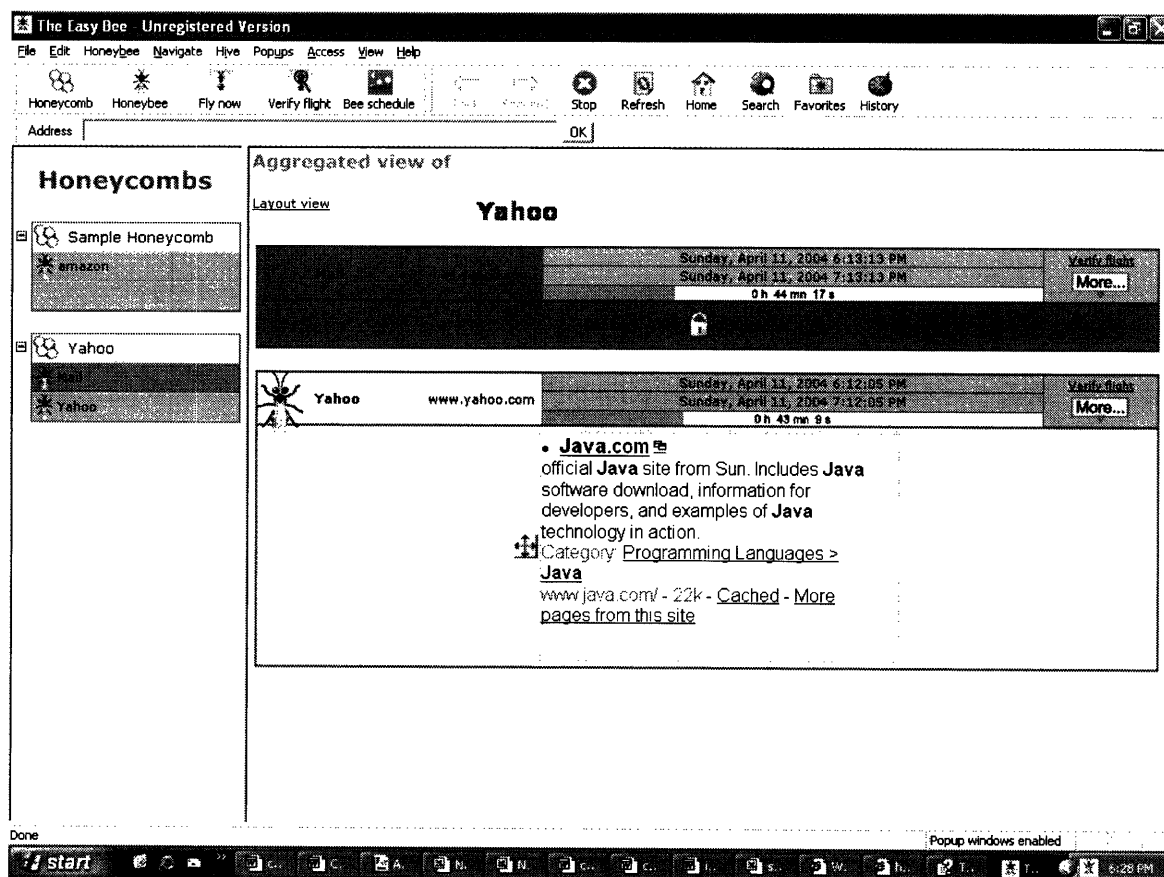 The Easy Bee - Unregistered Version
File Edit Honeybee Navigate Hive Popups Access View Help
Honeycomb Honeybee Fly now Verify flight Bee schedule Stop Refresh Home Search Favorites History
Address OK
Honeycombs
Sample Honeycomb
amazon
Yahoo
Mail
Yahoo
Aggregated view of
Layout view
Yahoo
Sunday, April 11, 2004 6:13:13 PM
Sunday, April 11, 2004 7:13:13 PM
0 h 44 mn 17 s
Verify flight
More...
Yahoo www.yahoo.com
Sunday, April 11, 2004 6:12:05 PM
Sunday, April 11, 2004 7:12:05 PM
0 h 43 mn 9 s
Verify flight
More...
• Java.com
official Java site from Sun. Includes Java
software download, information for
developers, and examples of Java
technology in action.
Category: Programming Languages >
Java
www.java.com/ - 22k - Cached - More
pages from this site
Done
Popup windows enabled
start » c.. C.. A.. N.. N.. c.. c.. i.. s.. W.. h.. T.. T.. 6:28 PM